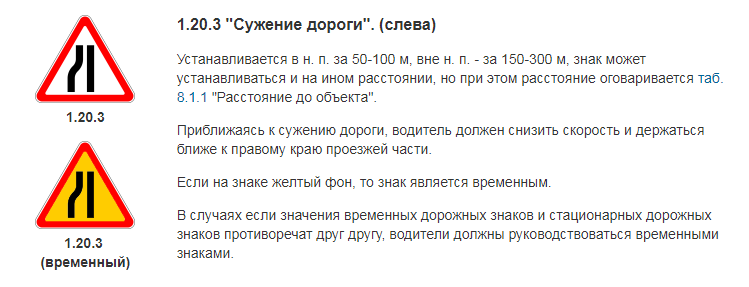 1.20.3 "Сужение дороги". (слева)
Устанавливается в н. п. за 50-100 м, вне н. п. - за 150-300 м, знак может
устанавливаться и на ином расстоянии, но при этом расстояние оговаривается таб.
8.1.1 "Расстояние до объекта".
1.20.3
Приближаясь к сужению дороги, водитель должен снизить скорость и держаться
ближе к правому краю проезжей части.
Если на знаке желтый фон, то знак является временным.
В случаях если значения временных дорожных знаков и стационарных дорожных
знаков противоречат друг другу, водители должны руководствоваться временными
знаками.
1.20.3
(временный)